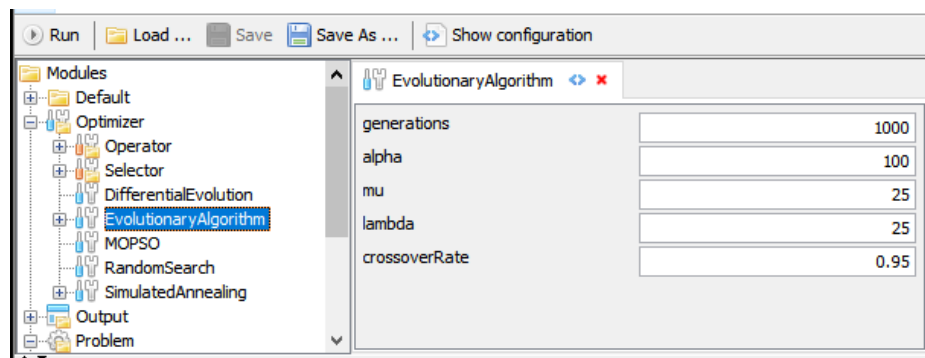 Run Load ... Save Save As ... Show configuration
Modules
Default
Optimizer
Operator
Selector
DifferentialEvolution
EvolutionaryAlgorithm
MOPSO
RandomSearch
SimulatedAnnealing
Output
Problem
EvolutionaryAlgorithm
generations 1000
alpha 100
mu 25
lambda 25
crossoverRate 0.95